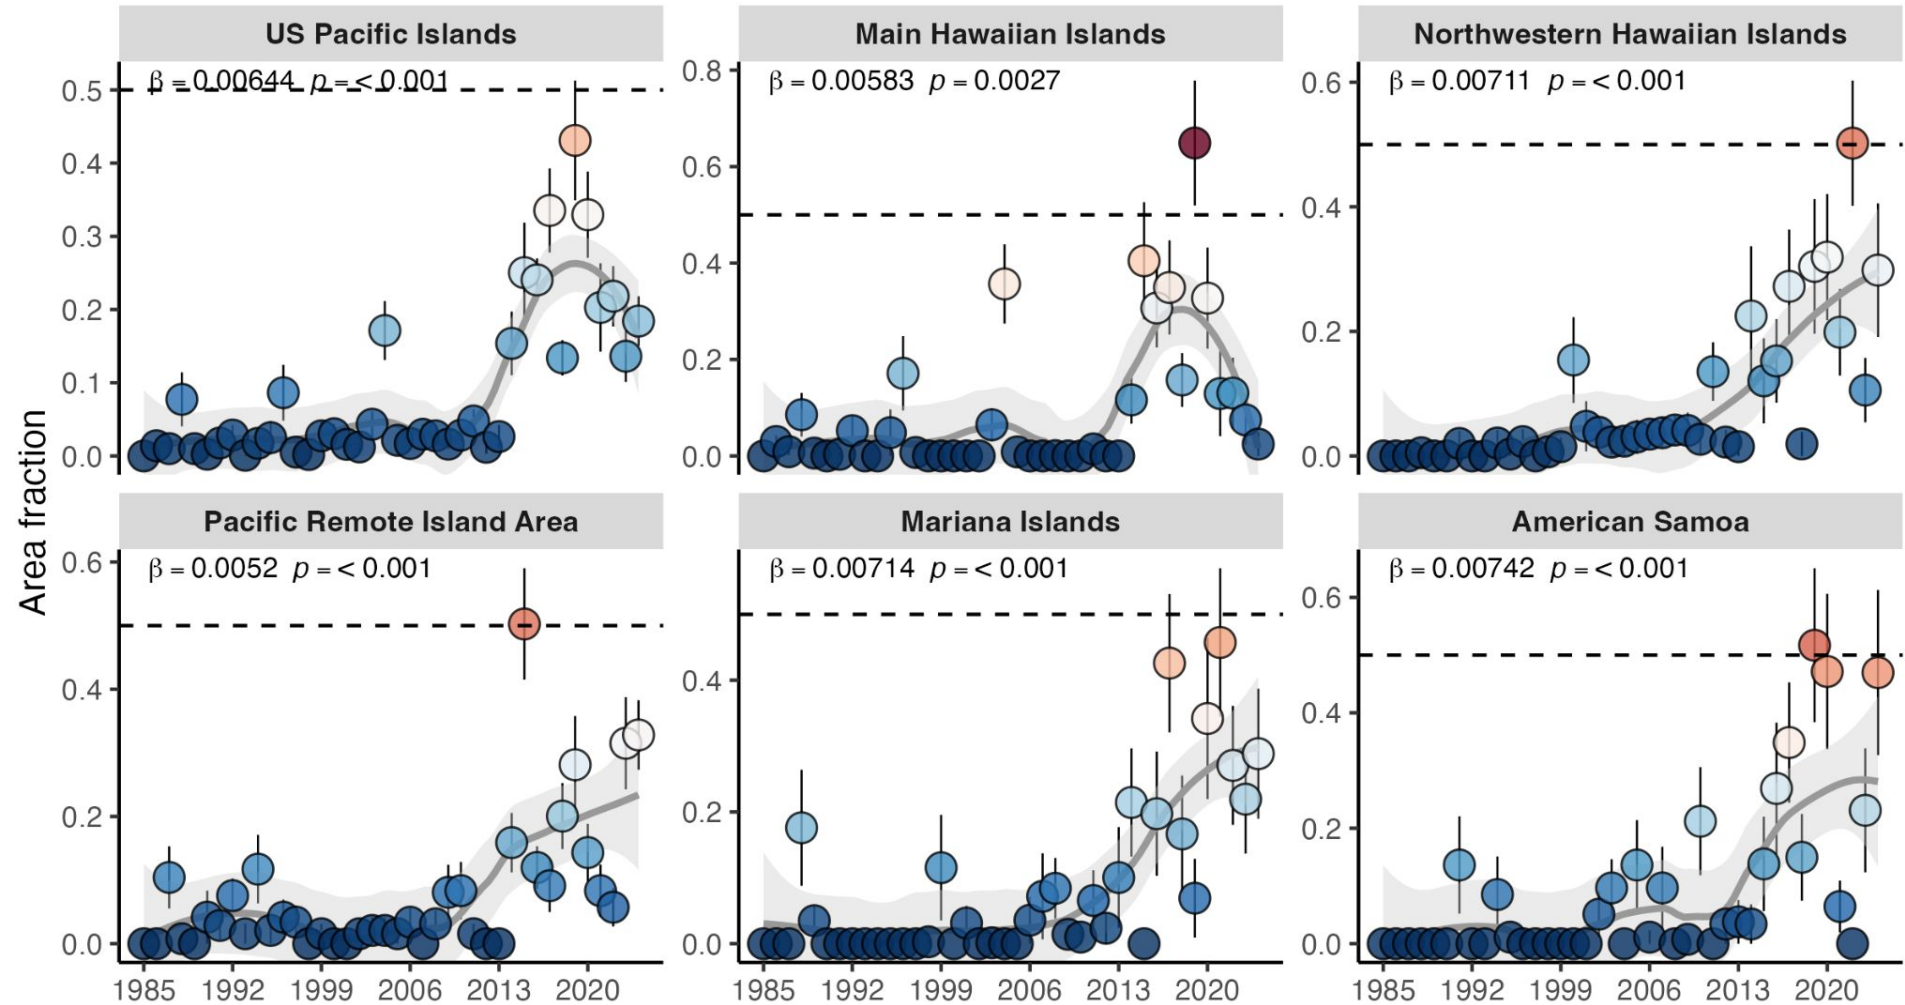 US Pacific Islands
Main Hawaiian Islands
Northwestern Hawaiian Islands
β = 0.00644 p = < 0.001
β = 0.00583 p = 0.0027
β = 0.00711 p = < 0.001
0.5
0.4
0.3
0.2
0.1
0.0
0.8
0.6
0.4
0.2
0.0
0.6
0.4
0.2
0.0
Area fraction
Pacific Remote Island Area
Mariana Islands
American Samoa
β = 0.0052 p = < 0.001
β = 0.00714 p = < 0.001
β = 0.00742 p = < 0.001
0.6
0.4
0.2
0.0
0.4
0.2
0.0
0.6
0.4
0.2
0.0
1985 1992 1999 2006 2013 2020
1985 1992 1999 2006 2013 2020
1985 1992 1999 2006 2013 2020